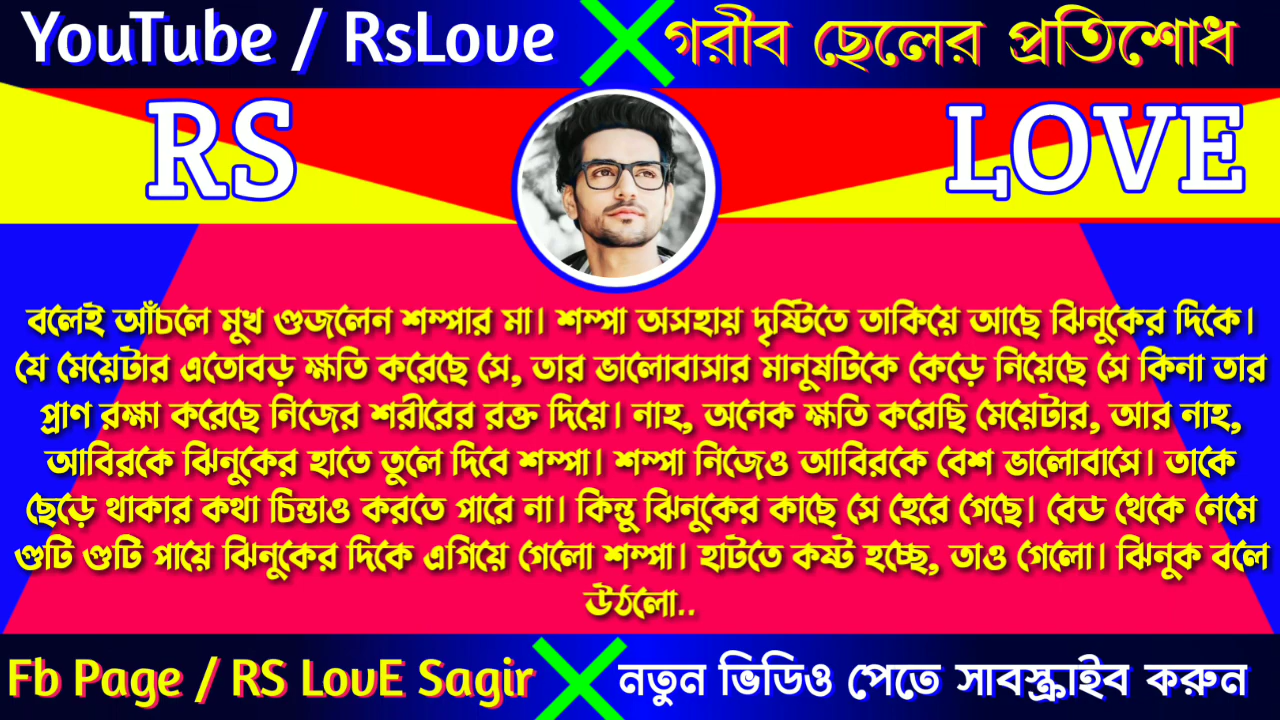 YouTube / RsLove
গরীব ছেলের প্রতিশোধ
RS
LOVE
বলেই আঁচলে মুখ গুজলেন শম্পার মা। শম্পা অসহায় দৃষ্টিতে তাকিয়ে আছে ঝিনুকের দিকে।
যে মেয়েটার এতোবড় ক্ষতি করেছে সে, তার ভালোবাসার মানুষটিকে কেড়ে নিয়েছে সে কিনা তার
প্রাণ রক্ষা করেছে নিজের শরীরের রক্ত দিয়ে। নাহ, অনেক ক্ষতি করেছি মেয়েটার, আর নাহ,
আবিরকে ঝিনুকের হাতে তুলে দিবে শম্পা। শম্পা নিজেও আবিরকে বেশ ভালোবাসে। তাকে
ছেড়ে থাকার কথা চিন্তাও করতে পারে না। কিন্তু ঝিনুকের কাছে সে হেরে গেছে। বেড থেকে নেমে
গুটি গুটি পায়ে ঝিনুকের দিকে এগিয়ে গেলো শম্পা। হাটতে কষ্ট হচ্ছে, তাও গেলো। ঝিনুক বলে
উঠলো..
Fb Page / RS LovE Sagir
নতুন ভিডিও পেতে সাবস্ক্রাইব করুন